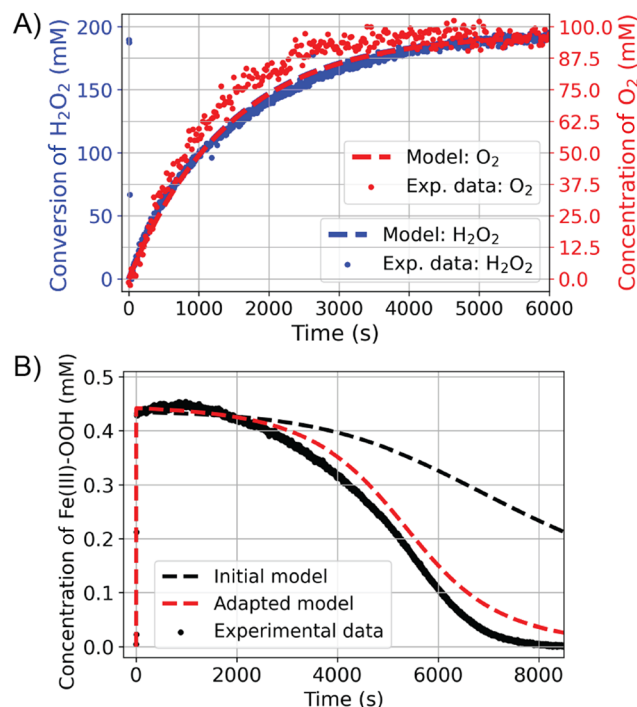 A)
200
150
100
50
0
Conversion of H₂O₂ (mM)
100.0
87.5
75.0
62.5
50.0
37.5
25.0
12.5
0.0
Concentration of O₂ (mM)
Model: O₂
Exp. data: O₂
Model: H₂O₂
Exp. data: H₂O₂
0 1000 2000 3000 4000 5000 6000
Time (s)
B)
0.5
0.4
0.3
0.2
0.1
0.0
Concentration of Fe(III)-OOH (mM)
Initial model
Adapted model
Experimental data
0 2000 4000 6000 8000
Time (s)